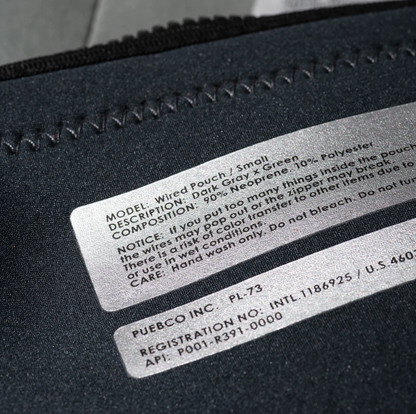 MODEL: Wired Pouch / Small
DESCRIPTION: Dark Gray x Green
COMPOSITION: 90% Neoprene, 10% Polyester
NOTICE: If you put too many things inside the pouch
the wires may pop out or the zipper may break.
There is a risk of color transfer to other items due to
or use in wet conditions.
CARE: Hand wash only. Do not bleach. Do not
PUEBCO INC. PL-73
REGISTRATION NO: INTL.1186925 / U.S.460
API: P001-R391-0000